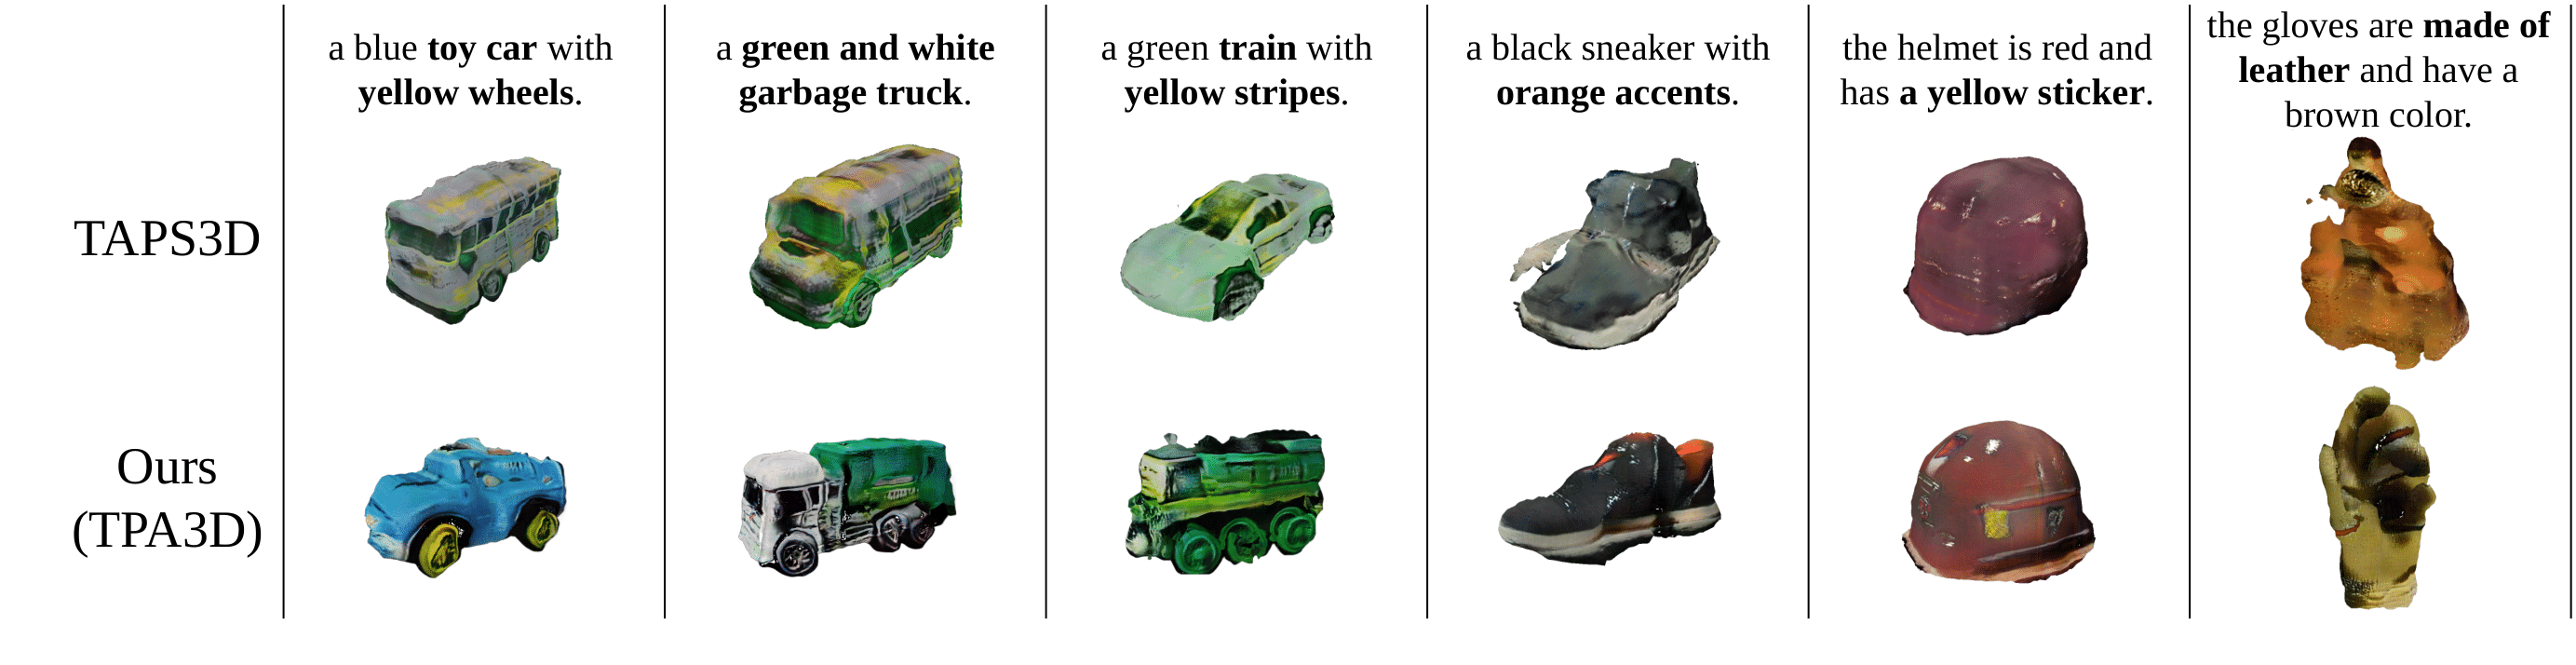 a blue toy car with
yellow wheels.
a green and white
garbage truck.
a green train with
yellow stripes.
a black sneaker with
orange accents.
the helmet is red and
has a yellow sticker.
the gloves are made of
leather and have a
brown color.
TAPS3D
Ours
(TPA3D)